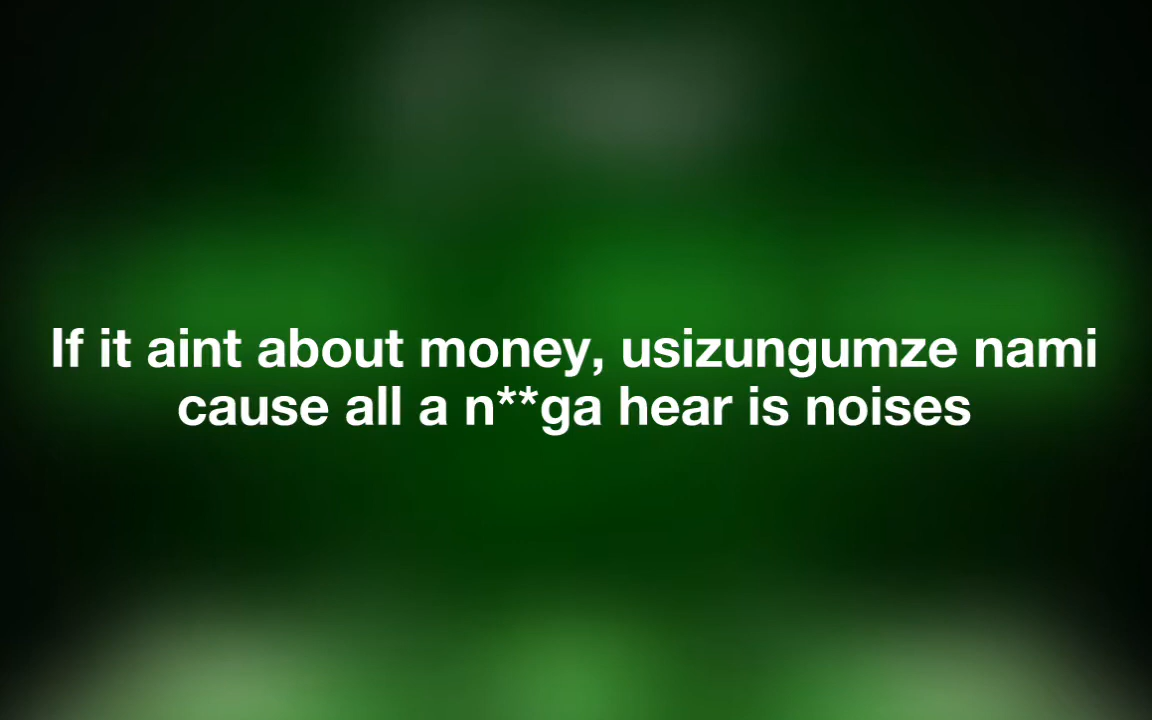 If it aint about money, usizungumze nami
cause all a n**ga hear is noises